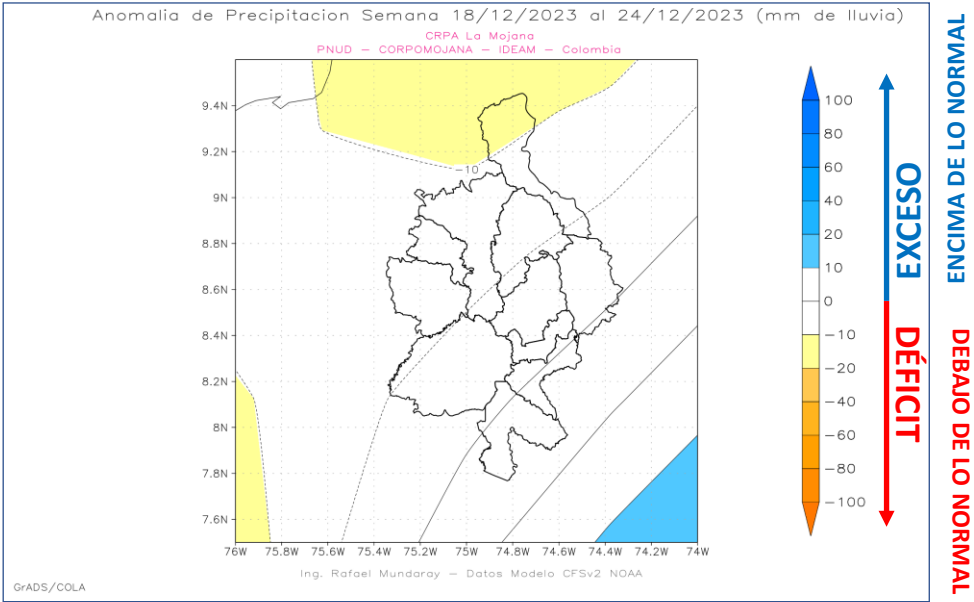 Anomalia de Precipitacion Semana 18/12/2023 al 24/12/2023 (mm de lluvia)
CRPA La Mojana
PNUD – CORPOMOJANA – IDEAM – Colombia
9.4N
9.2N
9N
8.8N
8.6N
8.4N
8.2N
8N
7.8N
7.6N
−10
76W 75.8W 75.6W 75.4W 75.2W 75W 74.8W 74.6W 74.4W 74.2W 74W
100
80
60
40
20
10
0
−10
−20
−40
−60
−80
−100
EXCESO
DÉFICIT
ENCIMA DE LO NORMAL
DEBAJO DE LO NORMAL
Ing. Rafael Mundaray – Datos Modelo CFSv2 NOAA
GrADS/COLA